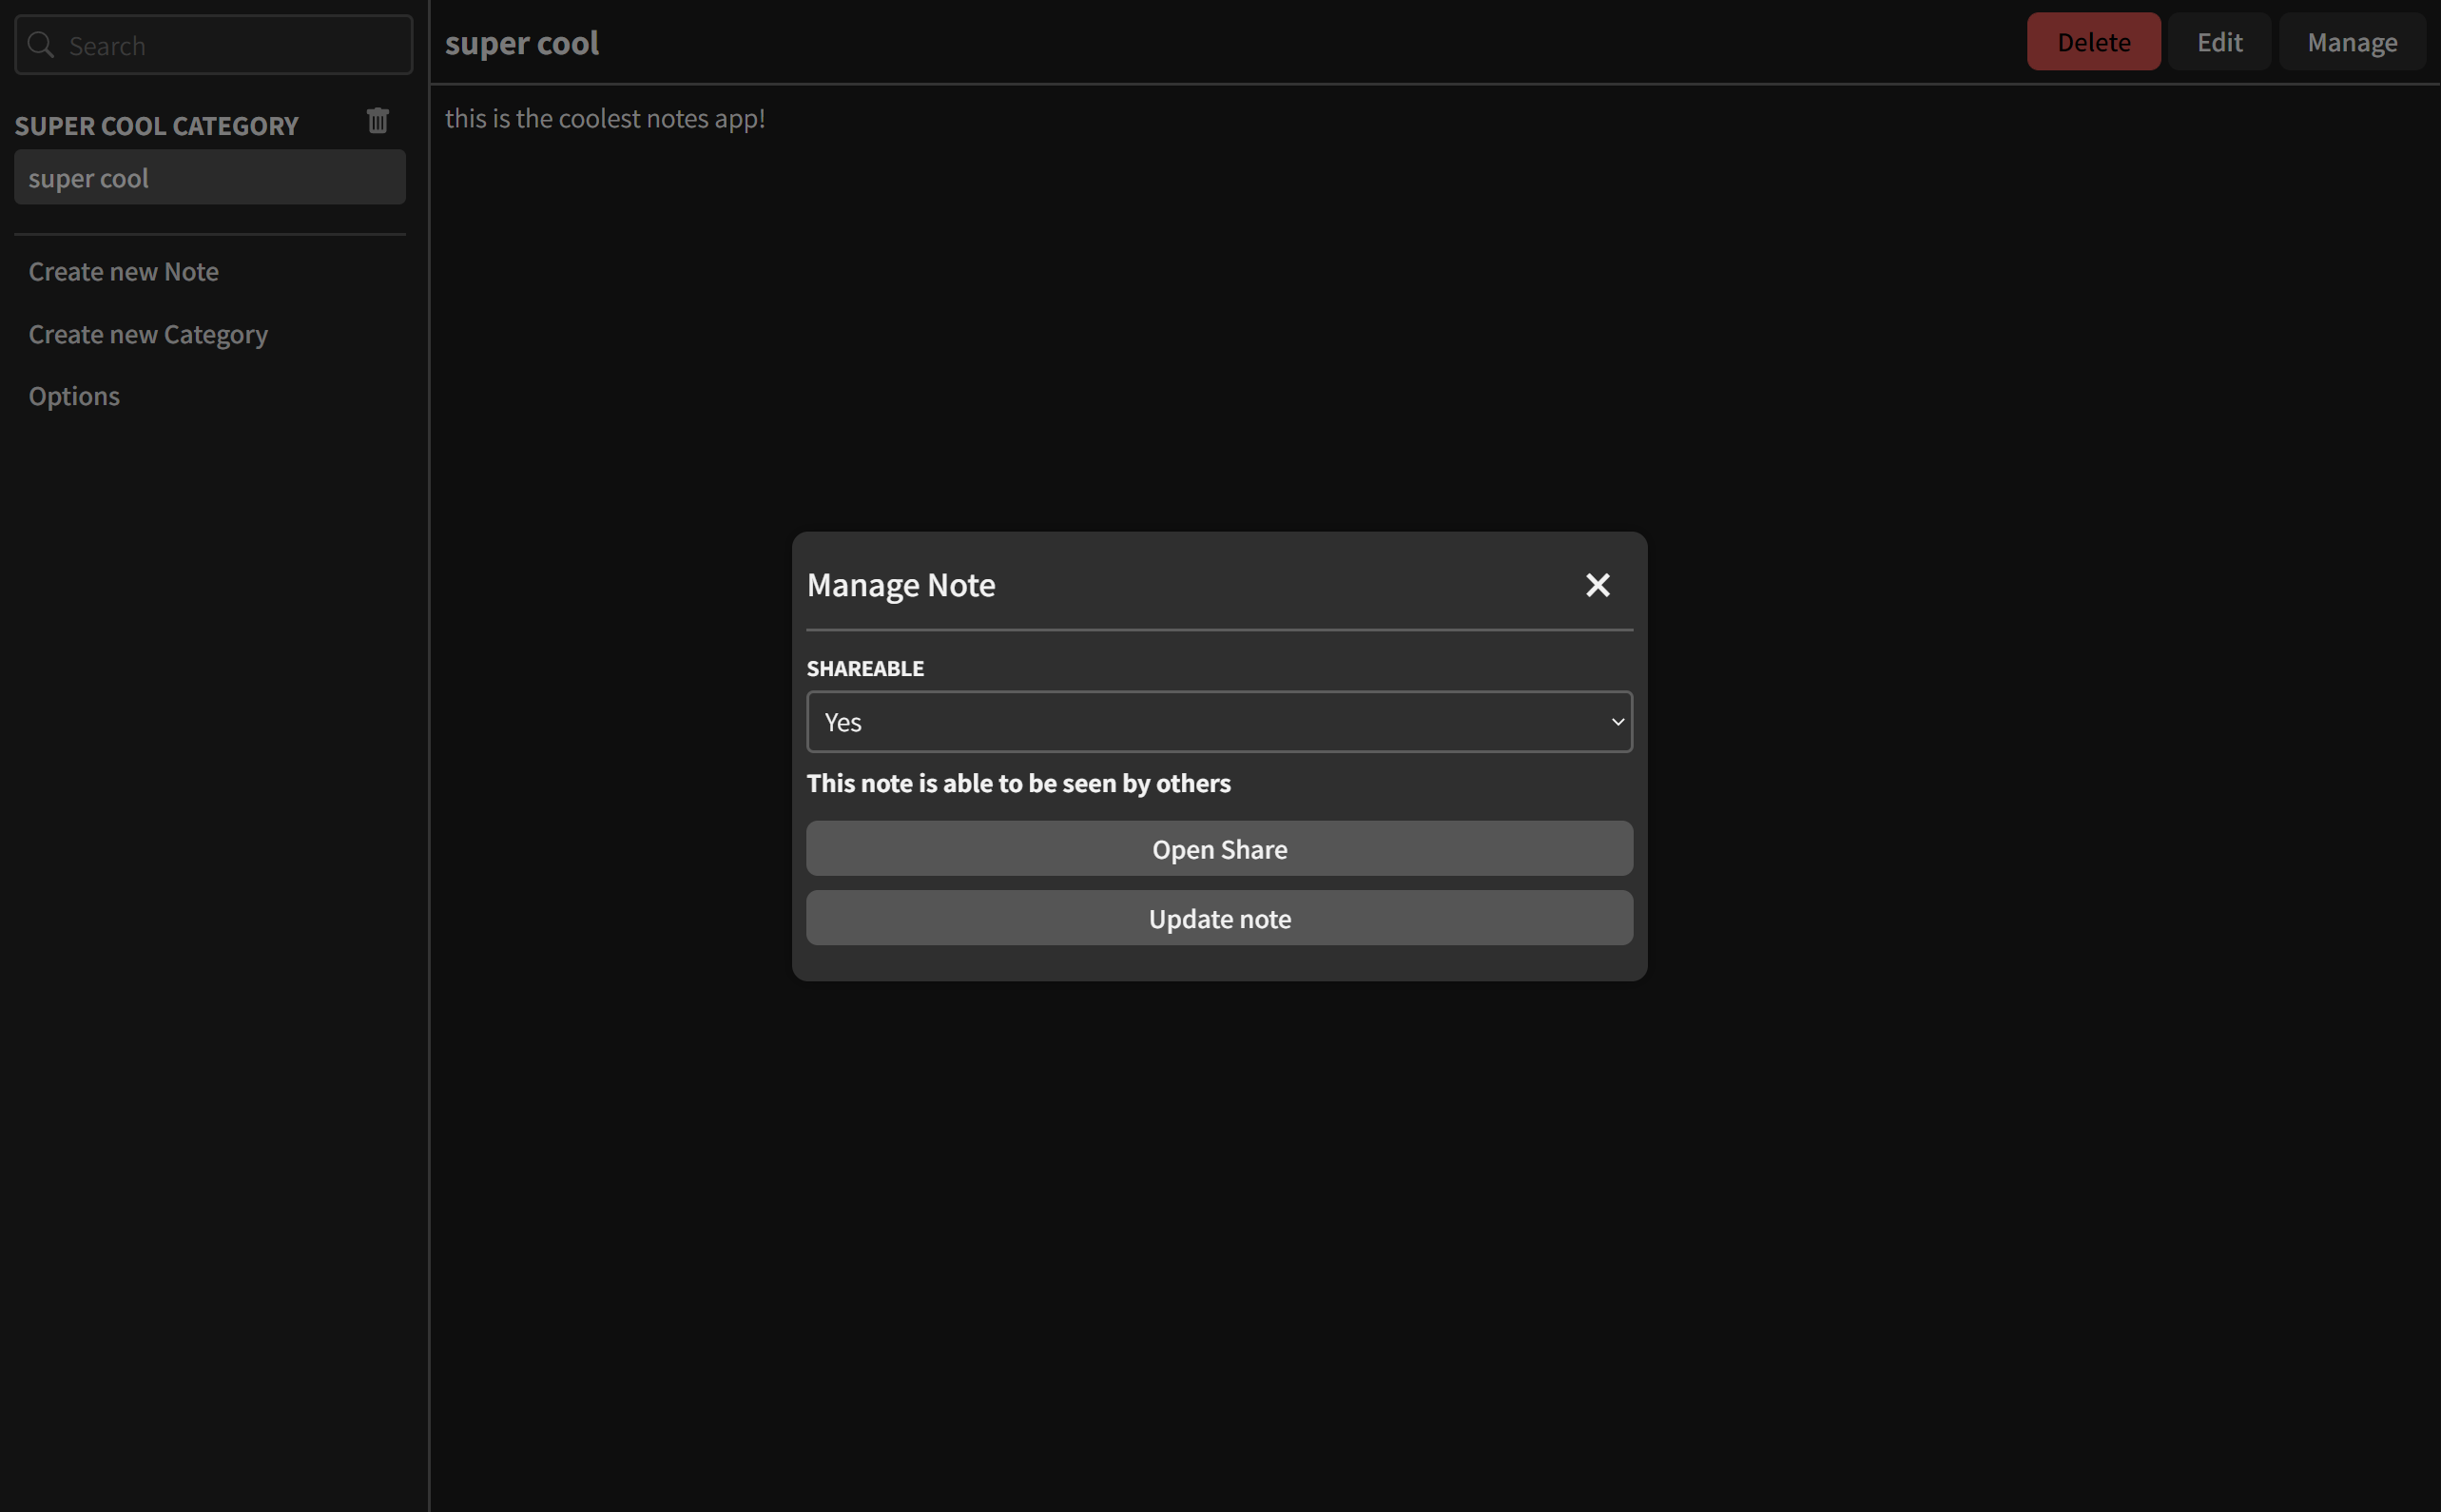 Search
SUPER COOL CATEGORY
super cool
Create new Note
Create new Category
Options
super cool
Delete
Edit
Manage
this is the coolest notes app!
Manage Note
SHAREABLE
Yes
This note is able to be seen by others
Open Share
Update note